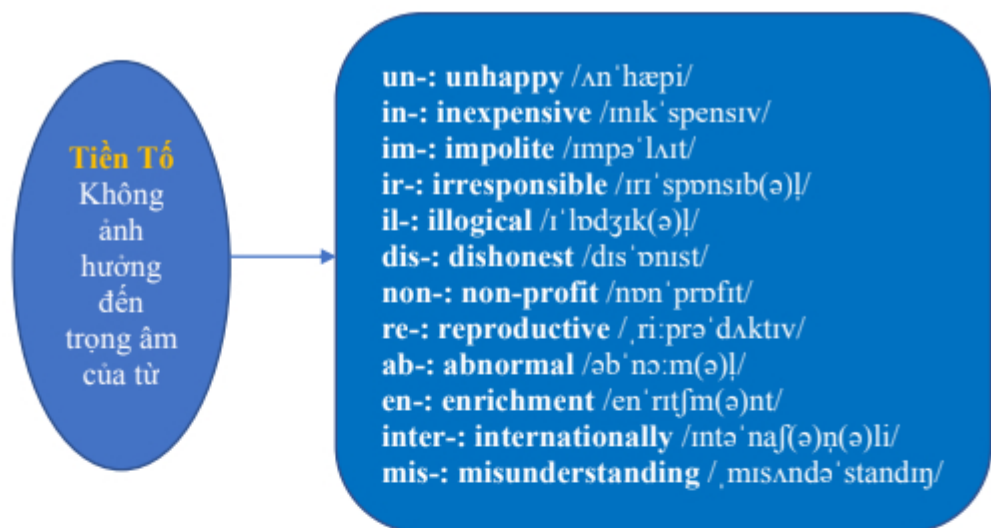 Tiền Tố
Không
ảnh
hưởng
đến
trọng âm
của từ
un-: unhappy /ʌnˈhæpi/
in-: inexpensive /ɪnɪkˈspensɪv/
im-: impolite /ɪmpəˈlʌɪt/
ir-: irresponsible /ɪrɪˈspɒnsɪb(ə)l̩/
il-: illogical /ɪˈlɒdʒɪk(ə)l̩/
dis-: dishonest /dɪsˈɒnɪst/
non-: non-profit /nɒnˈprɒfɪt/
re-: reproductive /ˌriːprəˈdʌktɪv/
ab-: abnormal /əbˈnɔːm(ə)l̩/
en-: enrichment /enˈrɪtʃm(ə)nt/
inter-: internationally /ɪntəˈnaʃ(ə)n̩(ə)li/
mis-: misunderstanding /ˌmɪsʌndəˈstandɪŋ/